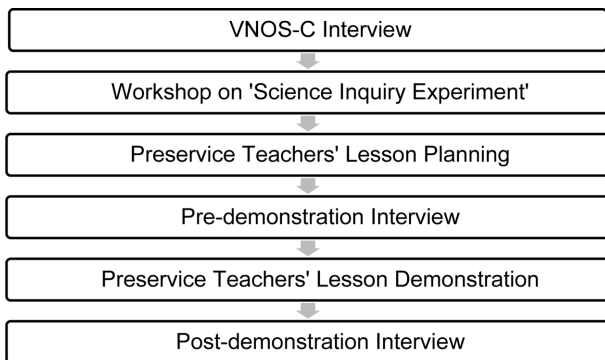 VNOS-C Interview
Workshop on 'Science Inquiry Experiment'
Preservice Teachers' Lesson Planning
Pre-demonstration Interview
Preservice Teachers' Lesson Demonstration
Post-demonstration Interview